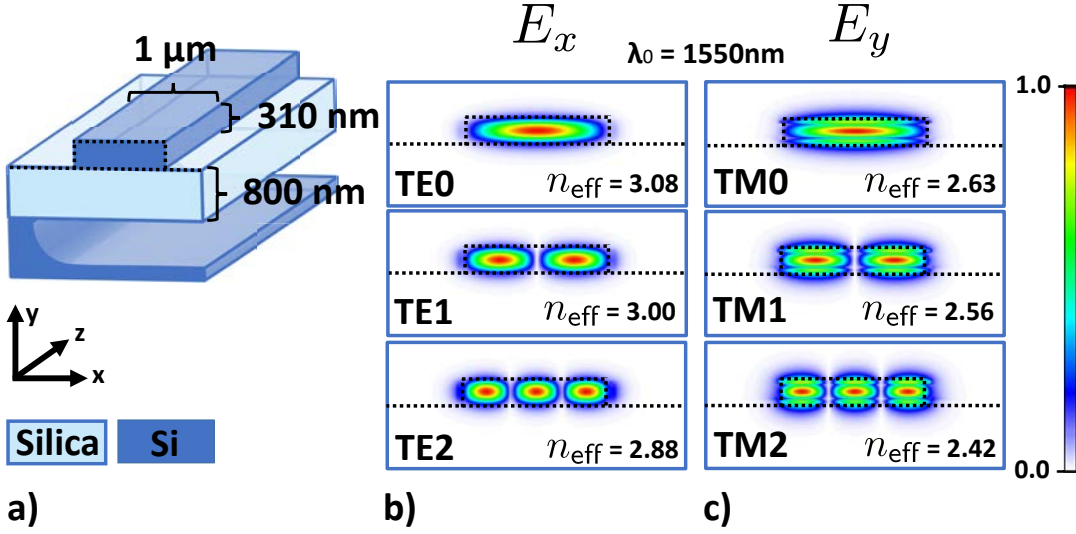 1 µm
310 nm
800 nm
y
z
x
Silica
Si
a)
Eₓ
λ₀ = 1550nm
E_y
TE0
n_eff = 3.08
TE1
n_eff = 3.00
TE2
n_eff = 2.88
b)
TM0
n_eff = 2.63
TM1
n_eff = 2.56
TM2
n_eff = 2.42
c)
1.0
0.0